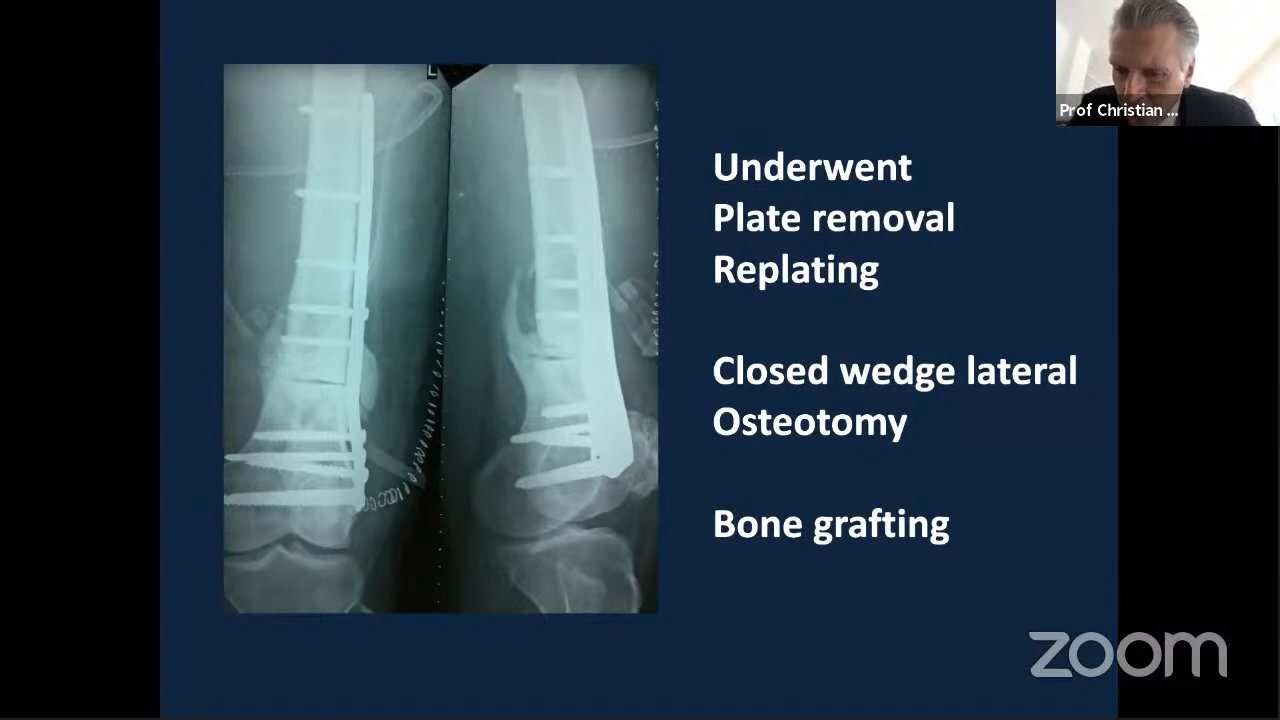 Prof Christian ...
Underwent
Plate removal
Replating
Closed wedge lateral
Osteotomy
Bone grafting
zoom